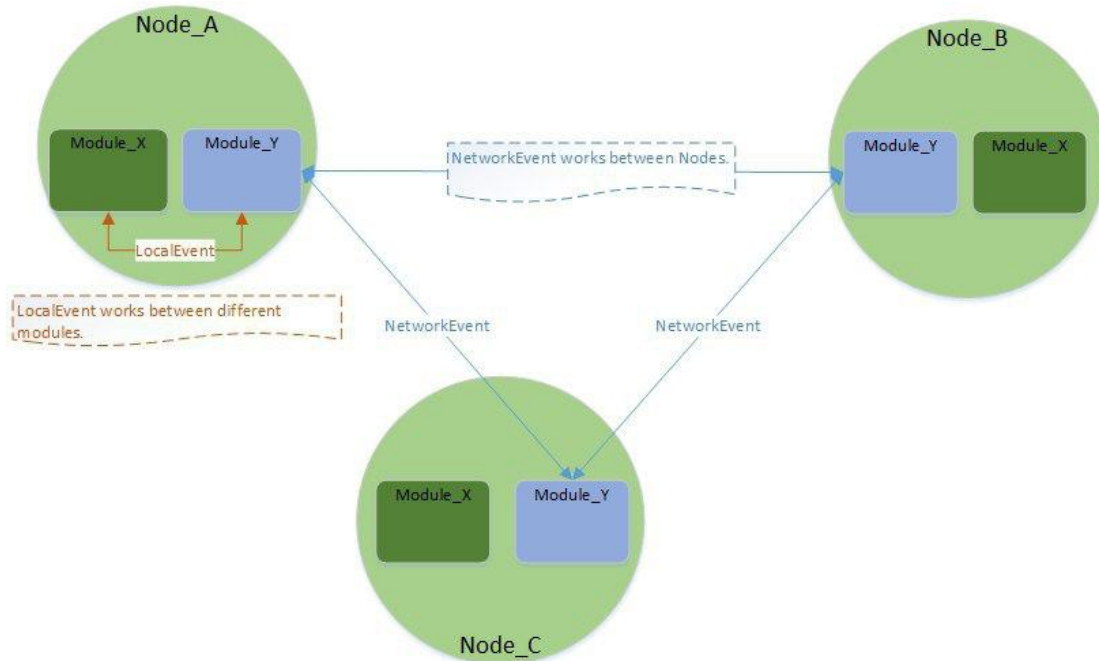 Node_A
Node_B
Module_X
Module_Y
NetworkEvent works between Nodes.
Module_Y
Module_X
LocalEvent
LocalEvent works between different
modules.
NetworkEvent
NetworkEvent
Module_X
Module_Y
Node_C